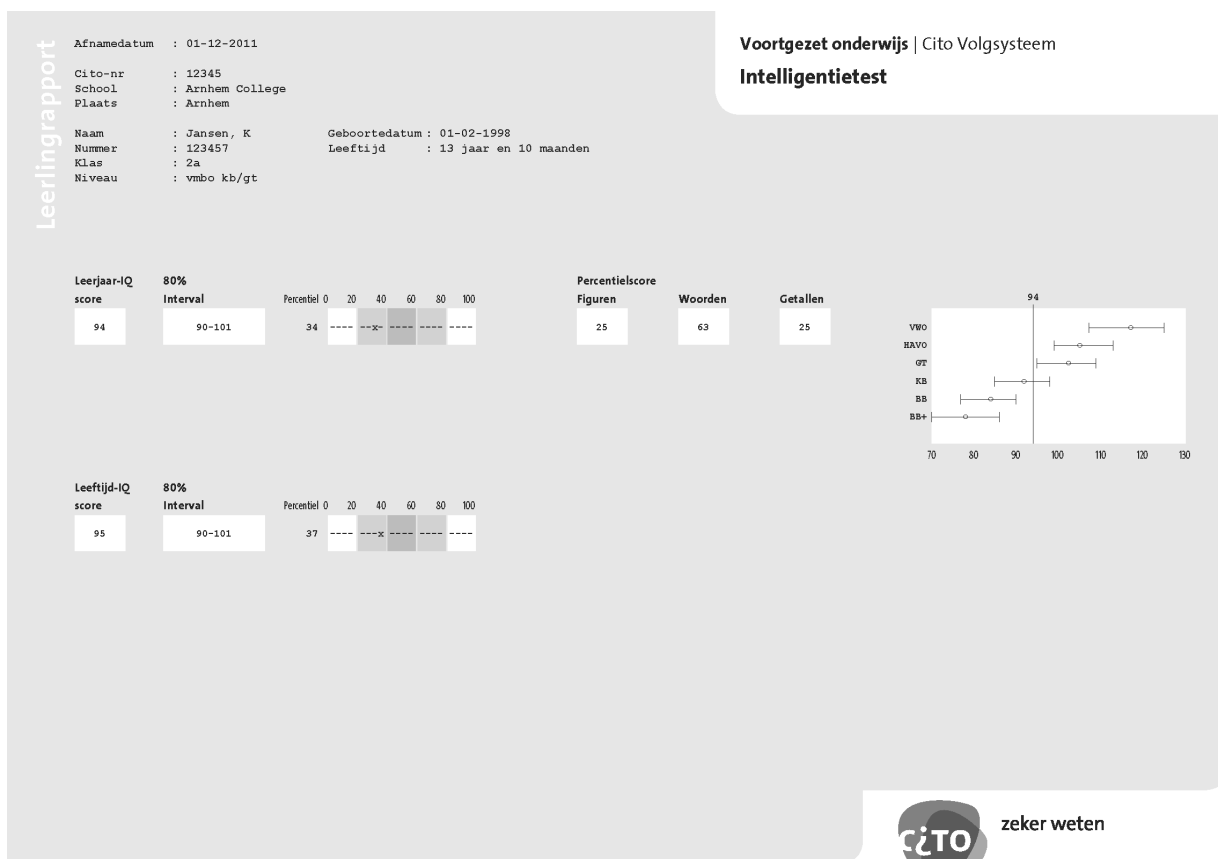 Leerlingrapport
Afnamedatum : 01-12-2011
Cito-nr : 12345
School : Arnhem College
Plaats : Arnhem
Naam : Jansen, K Geboortedatum : 01-02-1998
Nummer : 123457 Leeftijd : 13 jaar en 10 maanden
Klas : 2a
Niveau : vmbo kb/gt
Voortgezet onderwijs | Cito Volgsysteem
Intelligentietest
Leerjaar-IQ 80%
score Interval Percentiel 0 20 40 60 80 100
94 90-101 34 ---- --x- ---- ---- ----
Percentielscore
Figuren Woorden Getallen
25 63 25
94
VWO
HAVO
GT
KB
BB
BB+
70 80 90 100 110 120 130
Leeftijd-IQ 80%
score Interval Percentiel 0 20 40 60 80 100
95 90-101 37 ---- ---x ---- ---- ----
CiTO
zeker weten